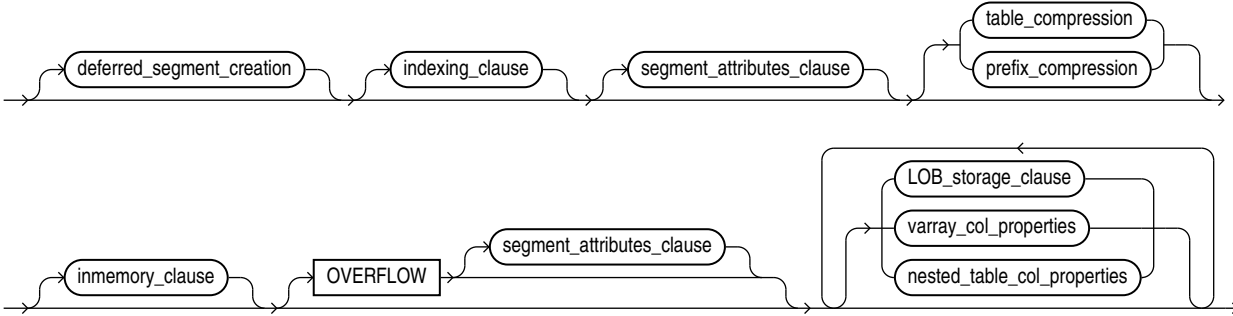 table_compression
deferred_segment_creation
indexing_clause
segment_attributes_clause
prefix_compression
LOB_storage_clause
varray_col_properties
segment_attributes_clause
inmemory_clause
OVERFLOW
nested_table_col_properties